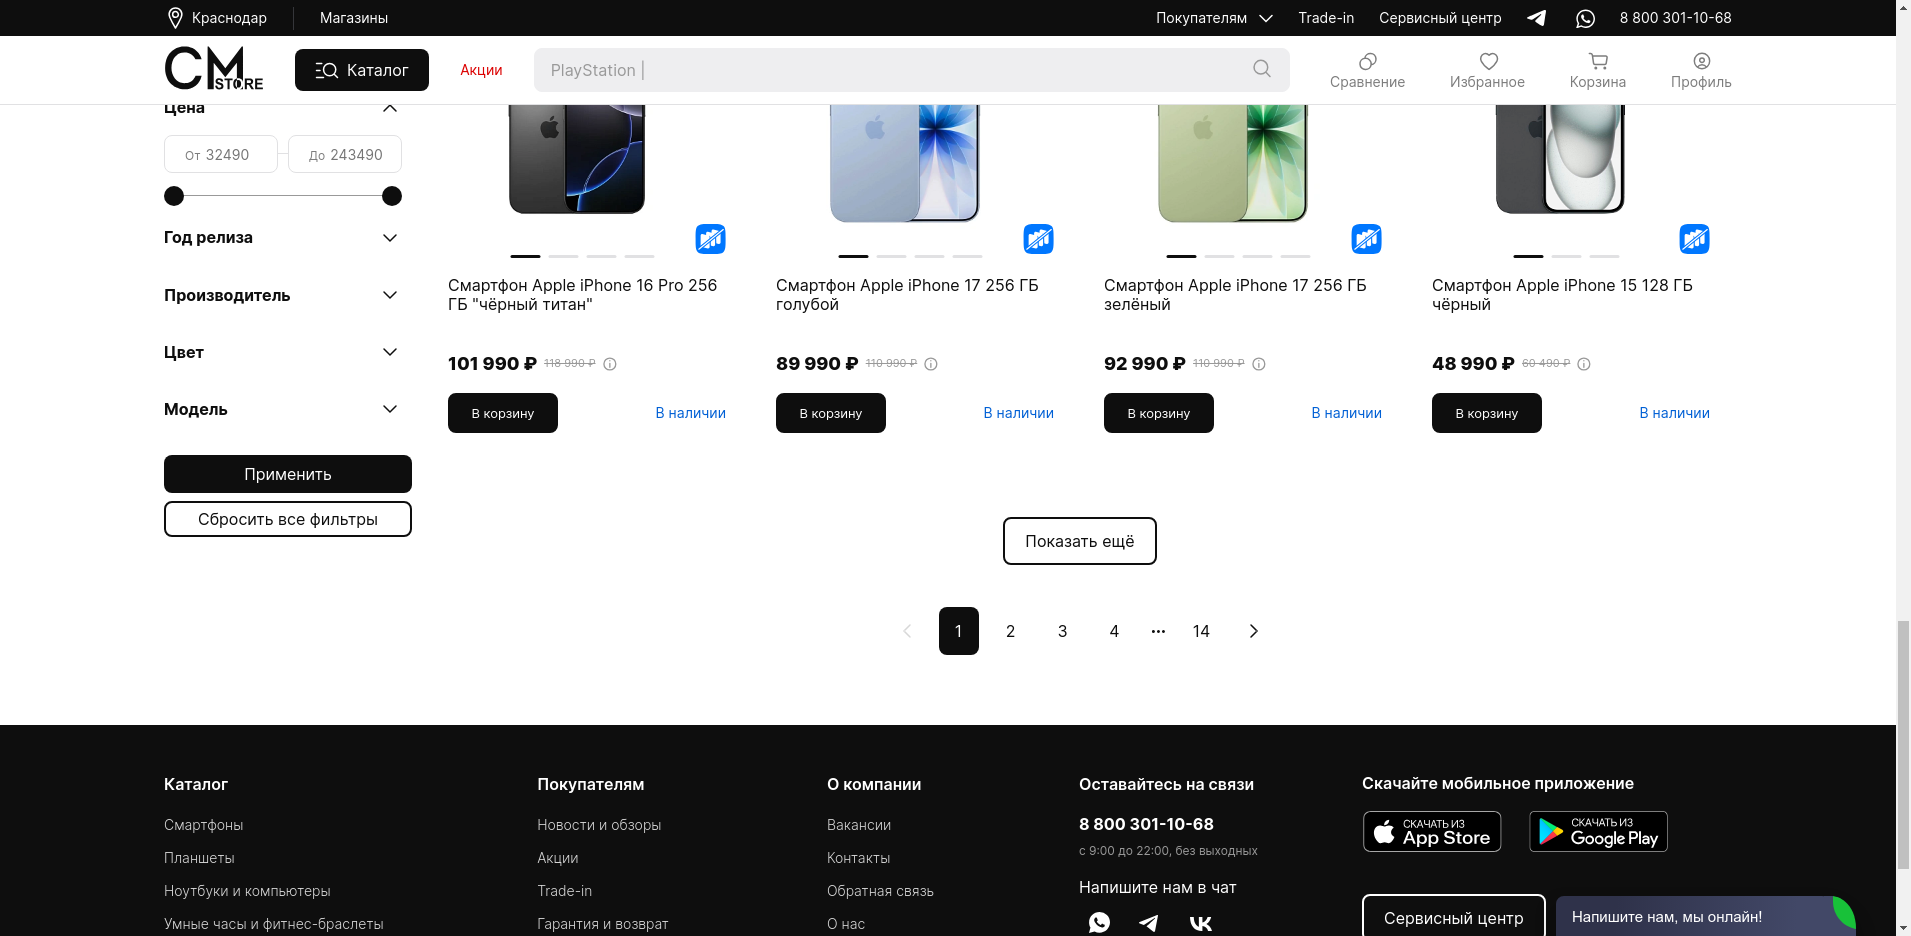 Краснодар
Магазины
Покупателям
Trade-in
Сервисный центр
8 800 301-10-68
CM STORE
Каталог
Акции
PlayStation |
Сравнение
Избранное
Корзина
Профиль
Цена
От 32490
До 243490
Год релиза
Производитель
Цвет
Модель
Применить
Сбросить все фильтры
Смартфон Apple iPhone 16 Pro 256
ГБ "чёрный титан"
101 990 ₽ 118 990 ₽
В корзину
В наличии
Смартфон Apple iPhone 17 256 ГБ
голубой
89 990 ₽ 110 990 ₽
В корзину
В наличии
Смартфон Apple iPhone 17 256 ГБ
зелёный
92 990 ₽ 110 990 ₽
В корзину
В наличии
Смартфон Apple iPhone 15 128 ГБ
чёрный
48 990 ₽ 60 490 ₽
В корзину
В наличии
Показать ещё
1 2 3 4 ··· 14
Каталог
Смартфоны
Планшеты
Ноутбуки и компьютеры
Умные часы и фитнес-браслеты
Покупателям
Новости и обзоры
Акции
Trade-in
Гарантия и возврат
О компании
Вакансии
Контакты
Обратная связь
О нас
Оставайтесь на связи
8 800 301-10-68
с 9:00 до 22:00, без выходных
Напишите нам в чат
Скачайте мобильное приложение
СКАЧАТЬ ИЗ
App Store
СКАЧАТЬ ИЗ
Google Play
Сервисный центр
Напишите нам, мы онлайн!